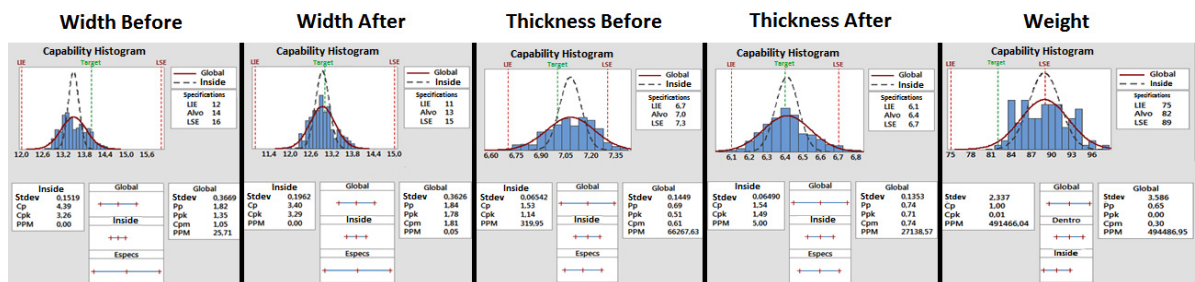 Width Before
Capability Histogram
LIE
Target
LSE
Global
Inside
Specifications
LIE 12
Alvo 14
LSE 16
12.0 12.6 13.2 13.8 14.4 15.0 15.6
Inside
Stdev 0.1519
Cp 4.39
Cpk 3.26
PPM 0.00
Global
Inside
Especs
Global
Stdev 0.3669
Pp 1.82
Ppk 1.35
Cpm 1.05
PPM 25,71
Width After
Capability Histogram
LIE
Target
LSE
Global
Inside
Specifications
LIE 11
Alvo 13
LSE 15
11.4 12.0 12.6 13.2 13.8 14.4 15.0
Inside
Stdev 0.1962
Cp 3.40
Cpk 3.29
PPM 0.00
Global
Inside
Especs
Global
Stdev 0.3626
Pp 1.84
Ppk 1.78
Cpm 1.81
PPM 0.05
Thickness Before
Capability Histogram
LIE
Target
LSE
Global
Inside
Specifications
LIE 6.7
Alvo 7.0
LSE 7.3
6.60 6.75 6.90 7.05 7.20 7.35
Inside
Stdev 0.06542
Cp 1.53
Cpk 1.14
PPM 319.95
Global
Inside
Especs
Global
Stdev 0.1449
Pp 0.69
Ppk 0.51
Cpm 6.61
PPM 66267,63
Thickness After
Capability Histogram
LIE
Target
LSE
Global
Inside
Specifications
LIE 6.1
Alvo 6.4
LSE 6.7
6.1 6.2 6.3 6.4 6.5 6.6 6.7 6.8
Inside
Stdev 0.06490
Cp 1.54
Cpk 1.49
PPM 5.00
Global
Inside
Especs
Global
Stdev 0.1353
Pp 0.74
Ppk 0.71
Cpm 0.74
PPM 27138,57
Weight
Capability Histogram
LIE
Target
LSE
Global
Inside
Specifications
LIE 75
Alvo 82
LSE 89
75 78 81 84 87 90 93 96
Stdev 2.337
Cp 1.00
Cpk 0.01
PPM 491466,04
Global
Dentro
Inside
Global
Stdev 3.586
Pp 0.65
Ppk 0.00
Cpm 0.30
PPM 494486,95